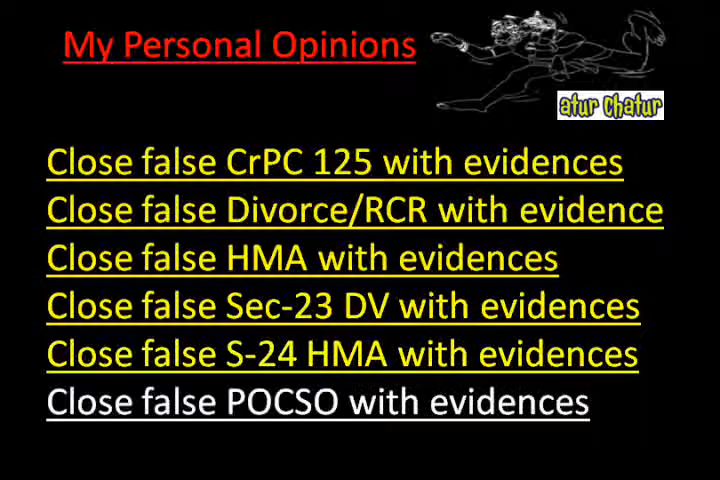 My Personal Opinions
atur Chatur
Close false CrPC 125 with evidences
Close false Divorce/RCR with evidence
Close false HMA with evidences
Close false Sec-23 DV with evidences
Close false S-24 HMA with evidences
Close false POCSO with evidences